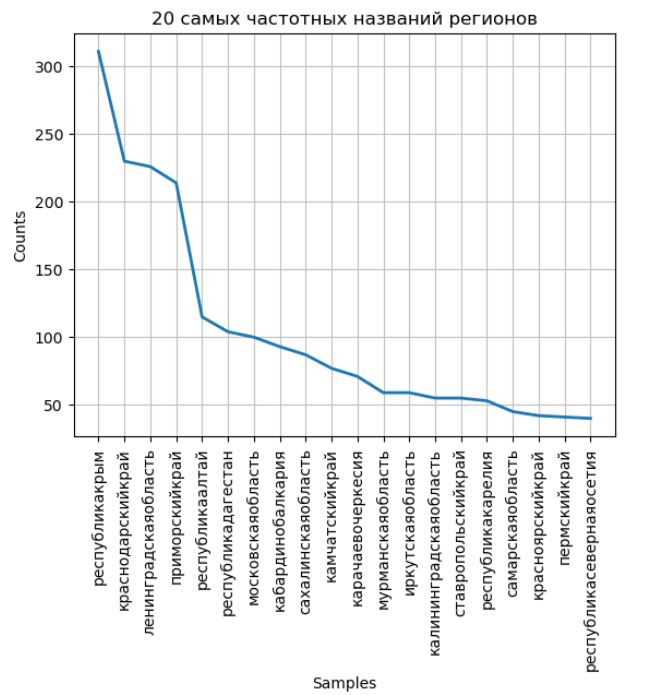 20 самых частотных названий регионов
300
250
200
150
100
50
Counts
республикакрым
краснодарскийкрай
ленинградскаяобласть
приморскийкрай
республикаалтай
республикадагестан
московскаяобласть
кабардинобалкария
сахалинскаяобласть
камчатскийкрай
карачаевочеркесия
мурманскаяобласть
иркутскаяобласть
калининградскаяобласть
ставропольскийкрай
республикакарелия
самарскаяобласть
красноярскийкрай
пермскийкрай
республикасевернаяосетия
Samples